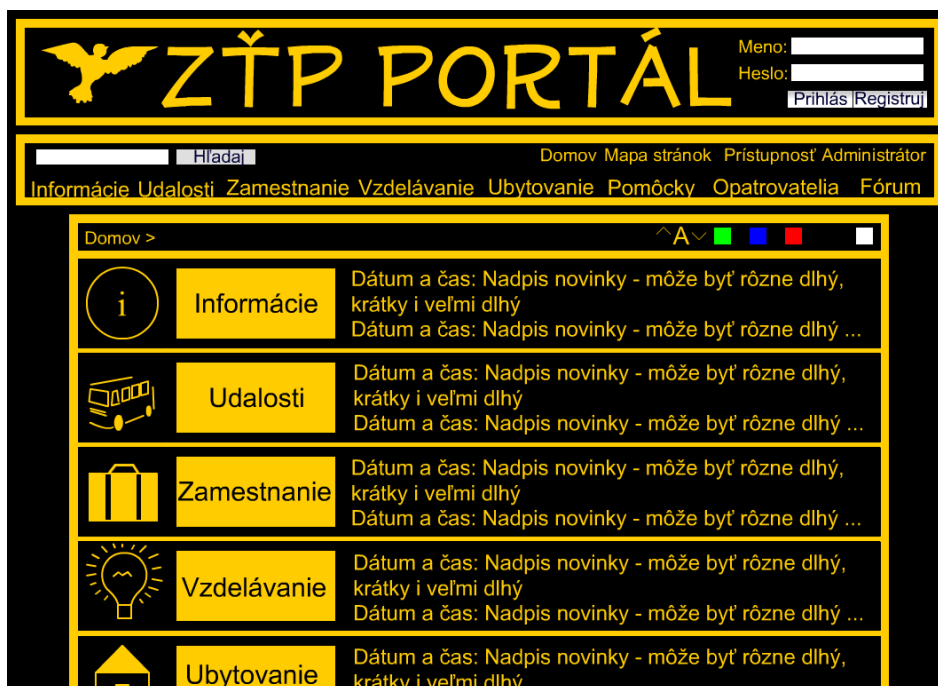 ZŤP PORTÁL
Meno:
Heslo:
Prihlás Registruj
Hľadaj
Domov Mapa stránok Prístupnosť Administrátor
Informácie Udalosti Zamestnanie Vzdelávanie Ubytovanie Pomôcky Opatrovatelia Fórum
Domov >
A
i
Informácie
Dátum a čas: Nadpis novinky - môže byť rôzne dlhý,
krátky i veľmi dlhý
Dátum a čas: Nadpis novinky - môže byť rôzne dlhý ...
Udalosti
Dátum a čas: Nadpis novinky - môže byť rôzne dlhý,
krátky i veľmi dlhý
Dátum a čas: Nadpis novinky - môže byť rôzne dlhý ...
Zamestnanie
Dátum a čas: Nadpis novinky - môže byť rôzne dlhý,
krátky i veľmi dlhý
Dátum a čas: Nadpis novinky - môže byť rôzne dlhý ...
Vzdelávanie
Dátum a čas: Nadpis novinky - môže byť rôzne dlhý,
krátky i veľmi dlhý
Dátum a čas: Nadpis novinky - môže byť rôzne dlhý ...
Ubytovanie
Dátum a čas: Nadpis novinky - môže byť rôzne dlhý,
krátky i veľmi dlhý